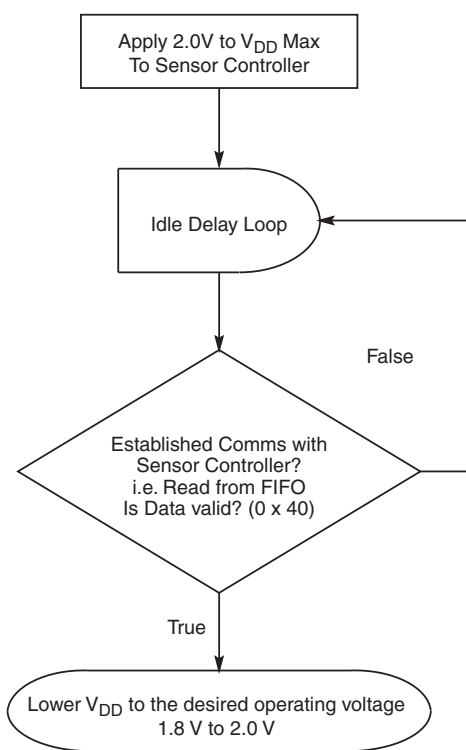 Apply 2.0V to VDD Max
To Sensor Controller
Idle Delay Loop
False
Established Comms with
Sensor Controller?
i.e. Read from FIFO
Is Data valid? (0 x 40)
True
Lower VDD to the desired operating voltage
1.8 V to 2.0 V